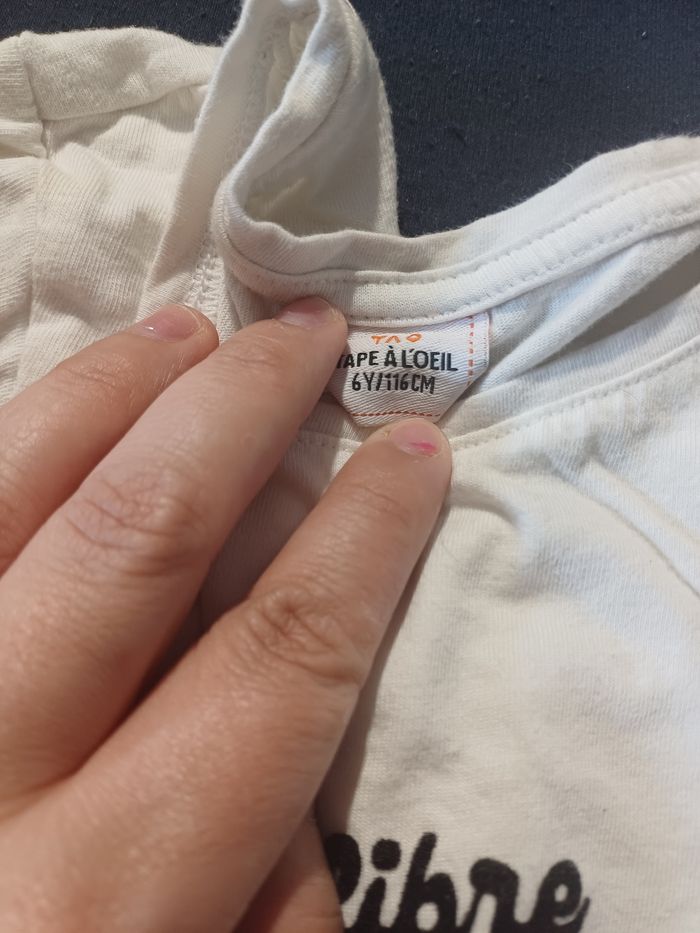 TAO
TAPE À L'OEIL
6Y/116CM
libre